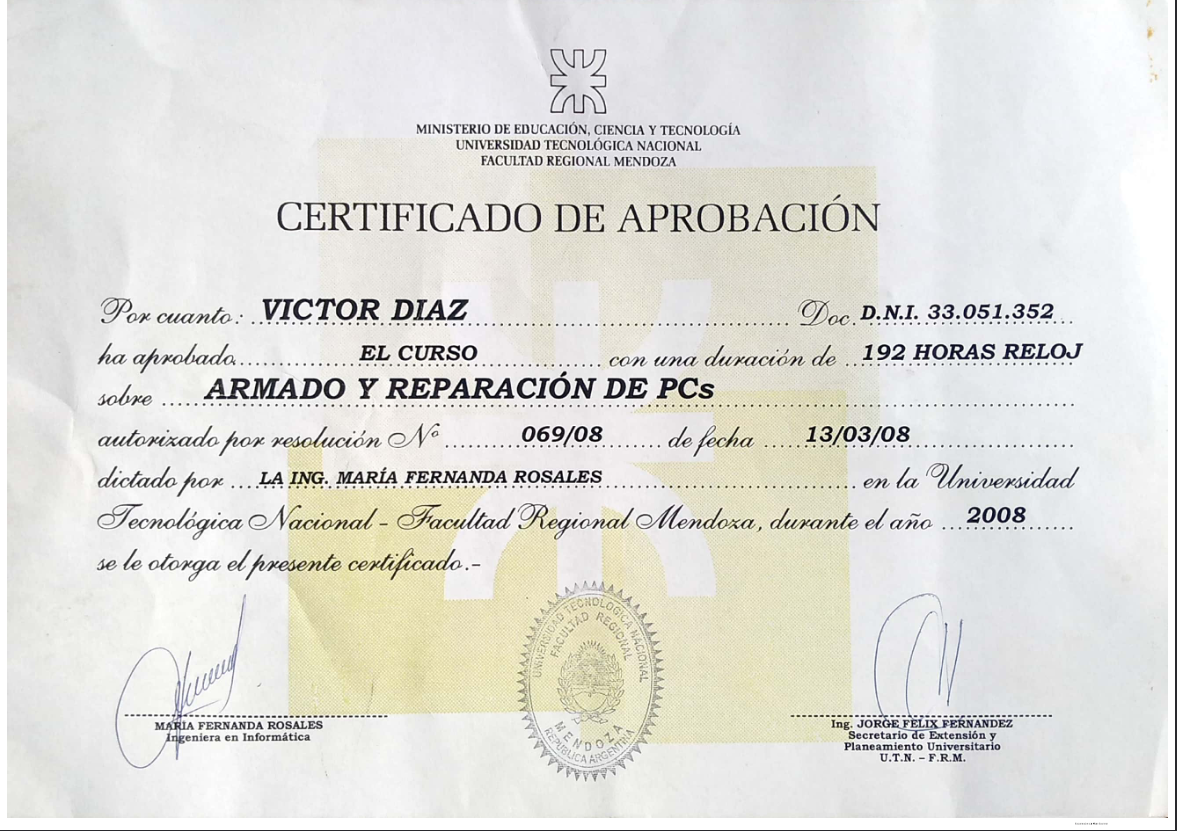 MINISTERIO DE EDUCACIÓN, CIENCIA Y TECNOLOGÍA
UNIVERSIDAD TECNOLÓGICA NACIONAL
FACULTAD REGIONAL MENDOZA
CERTIFICADO DE APROBACIÓN
Por cuanto: VICTOR DIAZ Doc. D.N.I. 33.051.352
ha aprobado EL CURSO con una duración de 192 HORAS RELOJ
sobre ARMADO Y REPARACIÓN DE PCs
autorizado por resolución Nº 069/08 de fecha 13/03/08
dictado por LA ING. MARÍA FERNANDA ROSALES en la Universidad
Tecnológica Nacional - Facultad Regional Mendoza, durante el año 2008
se le otorga el presente certificado.-
UNIVERSIDAD TECNOLOGICA NACIONAL
FACULTAD REGIONAL
MENDOZA
REPUBLICA ARGENTINA
MARÍA FERNANDA ROSALES
Ingeniera en Informática
Ing. JORGE FELIX FERNANDEZ
Secretario de Extensión y
Planeamiento Universitario
U.T.N. – F.R.M.